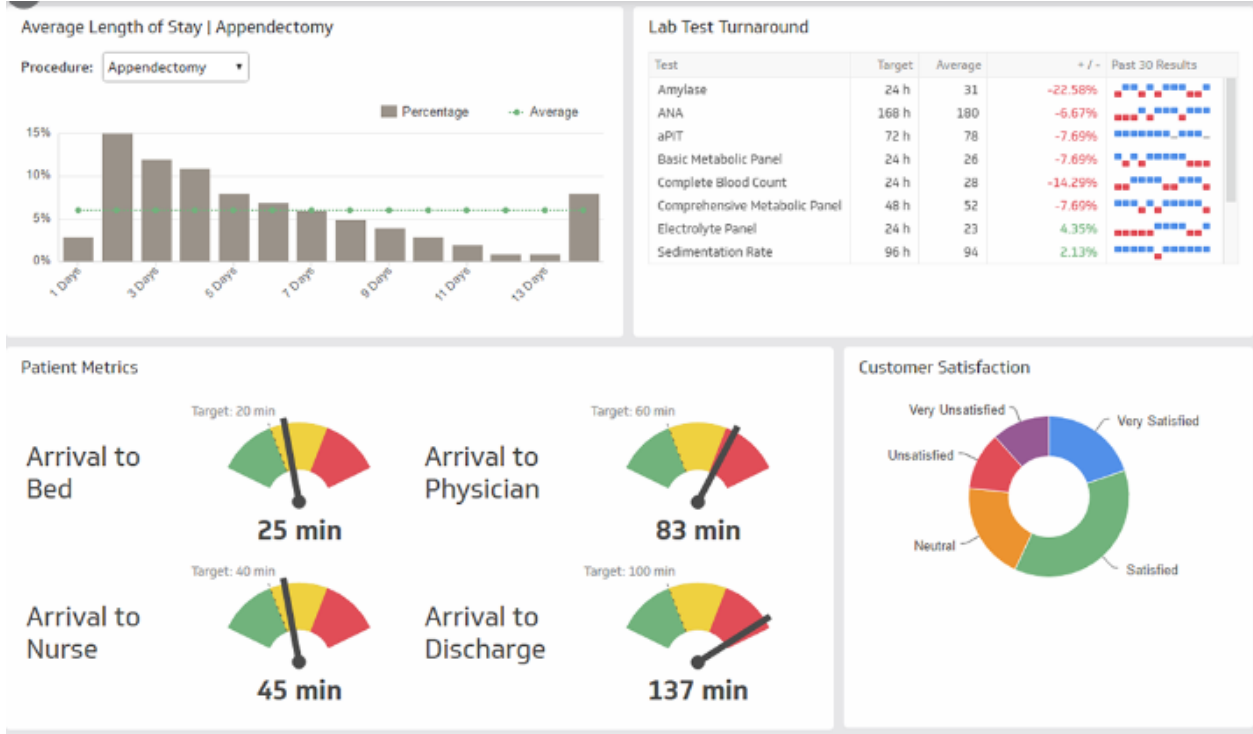 Average Length of Stay | Appendectomy
Procedure: Appendectomy
Percentage Average
15%
10%
5%
0%
1 Days 3 Days 5 Days 7 Days 9 Days 11 Days 13 Days
Lab Test Turnaround
Test Target Average + / - Past 30 Results
Amylase 24 h 31 -22.58%
ANA 168 h 180 -6.67%
aPIT 72 h 78 -7.69%
Basic Metabolic Panel 24 h 26 -7.69%
Complete Blood Count 24 h 28 -14.29%
Comprehensive Metabolic Panel 48 h 52 -7.69%
Electrolyte Panel 24 h 23 4.35%
Sedimentation Rate 96 h 94 2.13%
Patient Metrics
Arrival to
Bed
Target: 20 min
25 min
Arrival to
Physician
Target: 60 min
83 min
Arrival to
Nurse
Target: 40 min
45 min
Arrival to
Discharge
Target: 100 min
137 min
Customer Satisfaction
Very Unsatisfied
Very Satisfied
Unsatisfied
Neutral
Satisfied